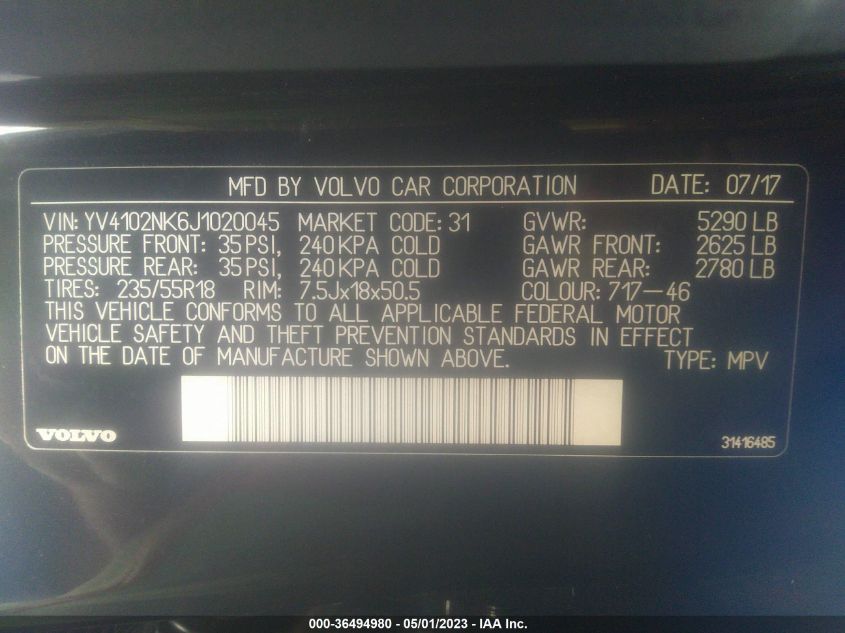 MFD BY VOLVO CAR CORPORATION DATE: 07/17
VIN: YV4102NK6J1020045 MARKET CODE: 31 GVWR: 5290 LB
PRESSURE FRONT: 35 PSI, 240 KPA COLD GAWR FRONT: 2625 LB
PRESSURE REAR: 35 PSI, 240 KPA COLD GAWR REAR: 2780 LB
TIRES: 235/55R18 RIM: 7.5Jx18x50.5 COLOUR: 717-46
THIS VEHICLE CONFORMS TO ALL APPLICABLE FEDERAL MOTOR
VEHICLE SAFETY AND THEFT PREVENTION STANDARDS IN EFFECT
ON THE DATE OF MANUFACTURE SHOWN ABOVE. TYPE: MPV
VOLVO 31416485
000-36494980 - 05/01/2023 - IAA Inc.